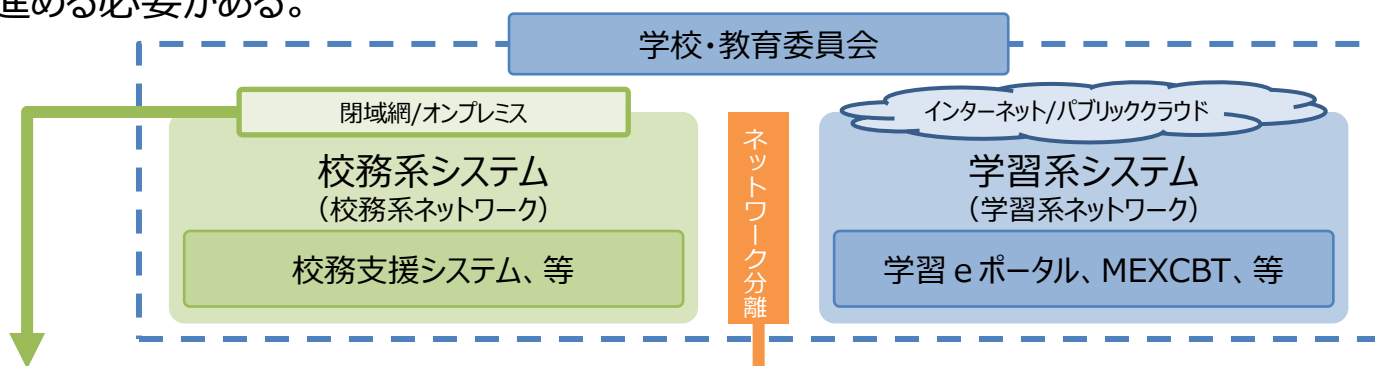 進める必要がある。
学校・教育委員会
閉域網/オンプレミス
校務系システム
（校務系ネットワーク）
校務支援システム、等
ネットワーク分離
インターネット/パブリッククラウド
学習系システム
（学習系ネットワーク）
学習ｅポータル、MEXCBT、等